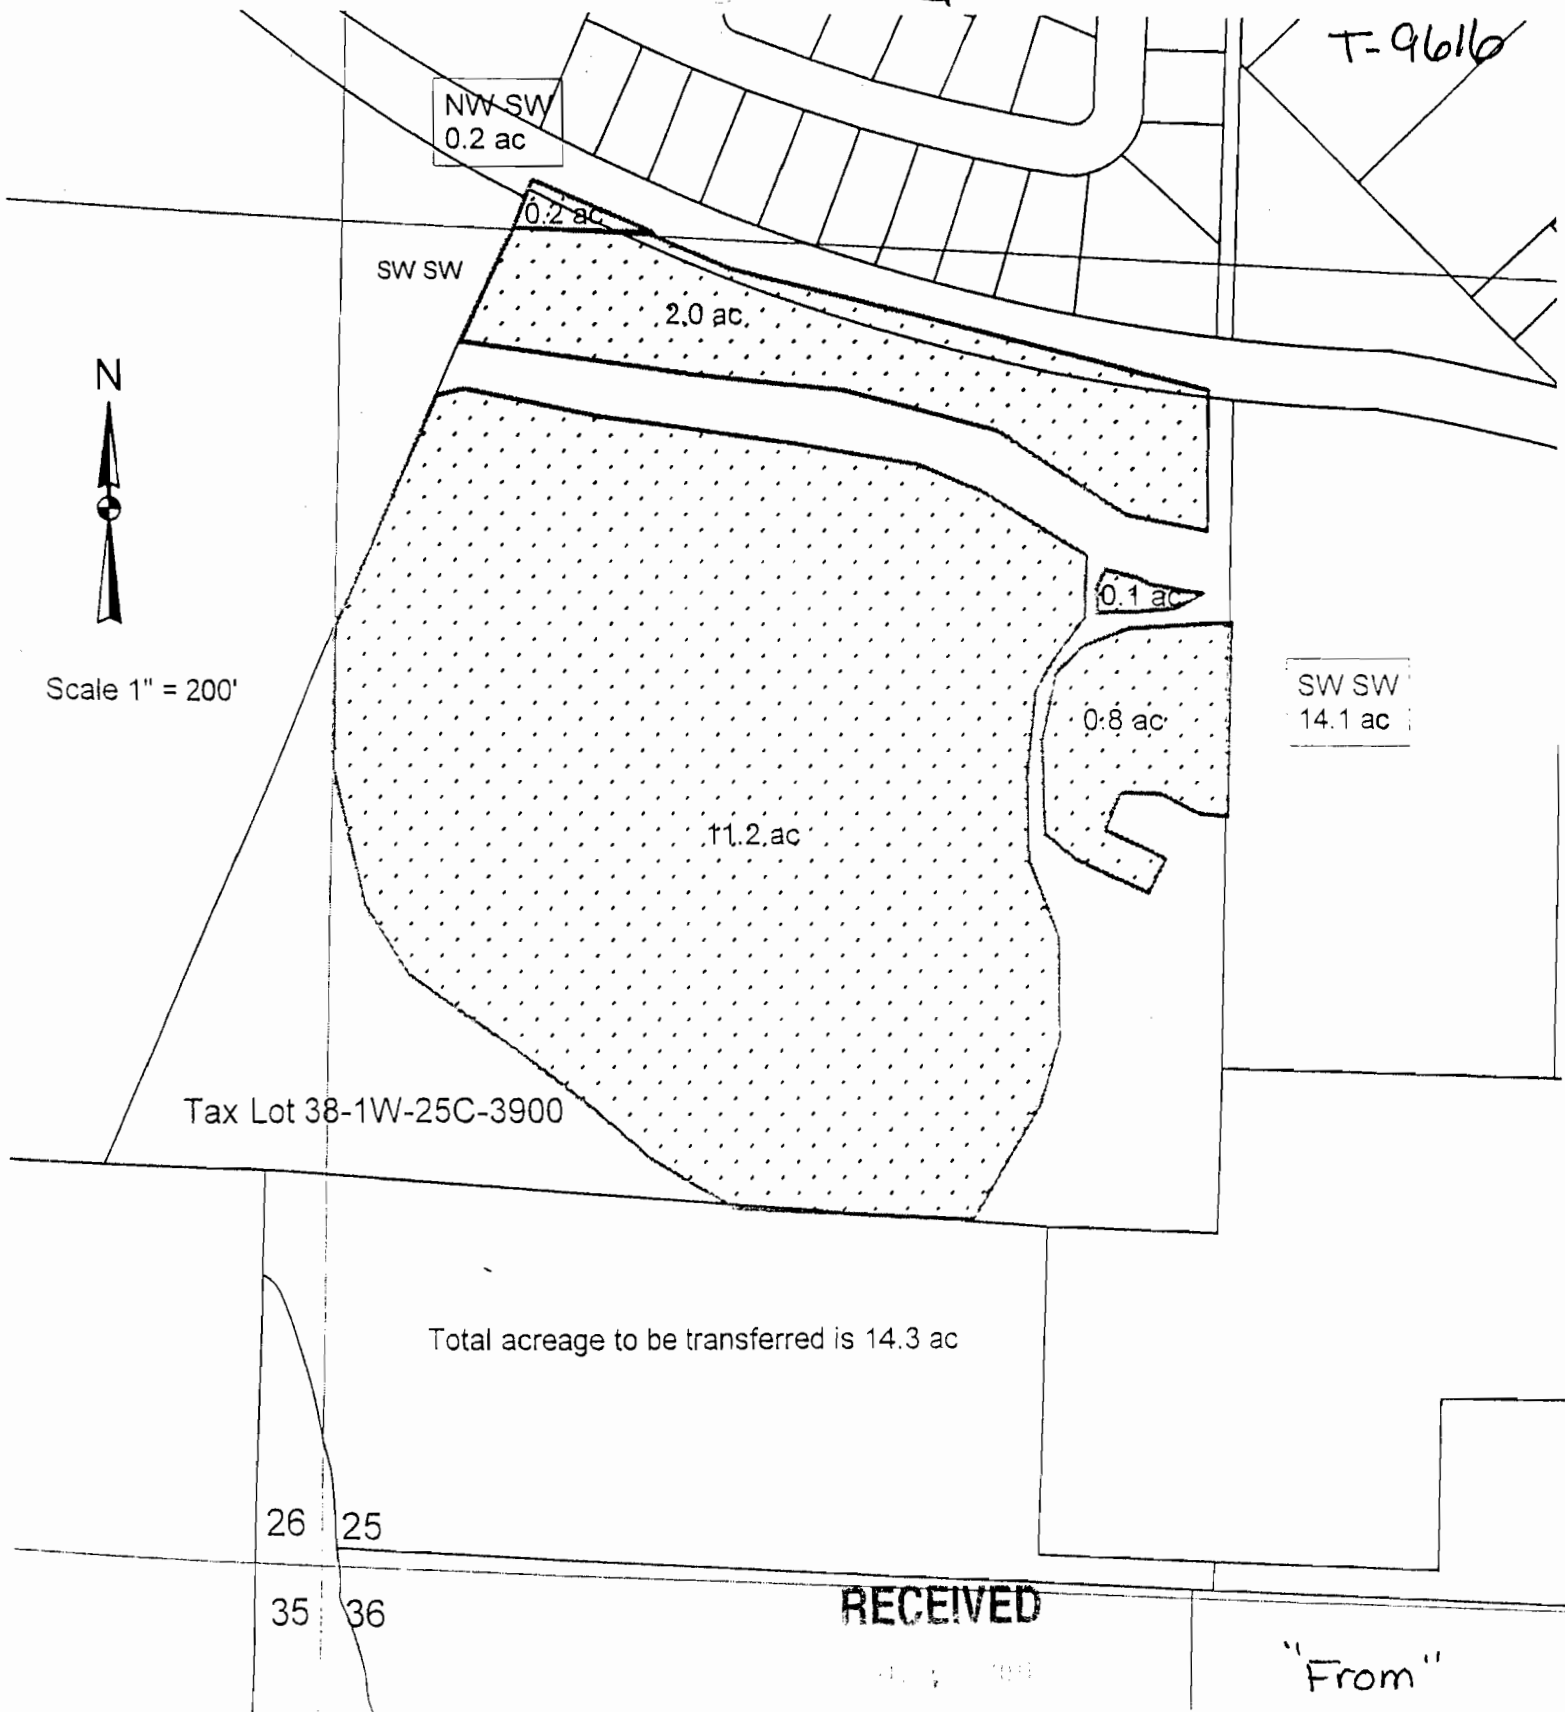 T-9616
NW SW
0.2 ac
0.2 ac
SW SW
2.0 ac
N
0.1 ac
Scale 1" = 200'
SW SW
14.1 ac
0.8 ac
11.2 ac
Tax Lot 38-1W-25C-3900
Total acreage to be transferred is 14.3 ac
26 25
35 36
RECEIVED
"From"